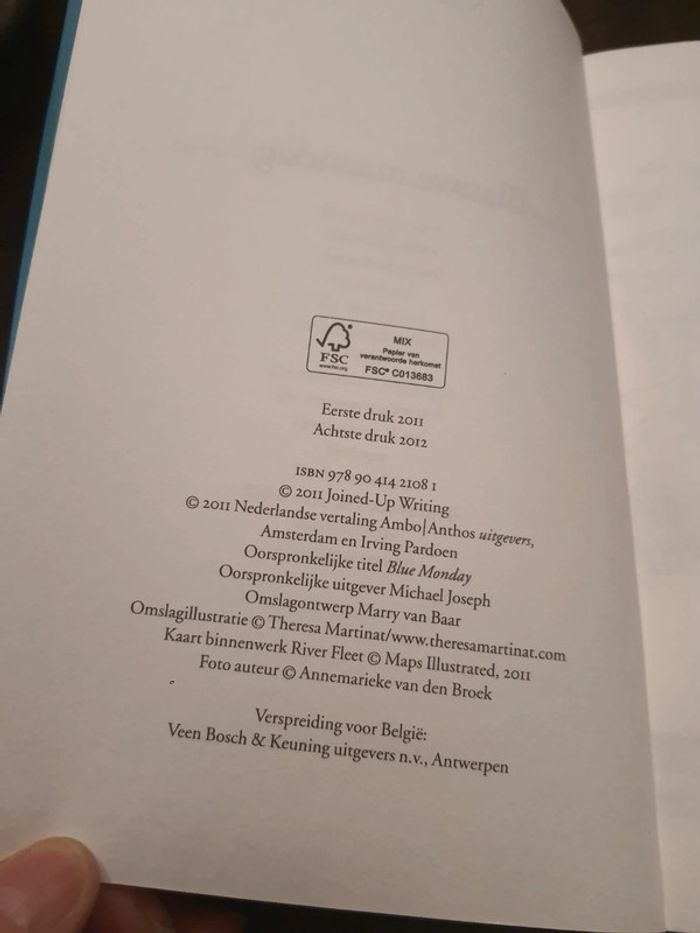 MIX
Papier van
verantwoorde herkomst
FSC
www.fsc.org
FSC® C013683
Eerste druk 2011
Achtste druk 2012
ISBN 978 90 414 2108 1
© 2011 Joined-Up Writing
© 2011 Nederlandse vertaling Ambo|Anthos uitgevers,
Amsterdam en Irving Pardoen
Oorspronkelijke titel Blue Monday
Oorspronkelijke uitgever Michael Joseph
Omslagontwerp Marry van Baar
Omslagillustratie © Theresa Martinat/www.theresamartinat.com
Kaart binnenwerk River Fleet © Maps Illustrated, 2011
Foto auteur © Annemarieke van den Broek
Verspreiding voor België:
Veen Bosch & Keuning uitgevers n.v., Antwerpen